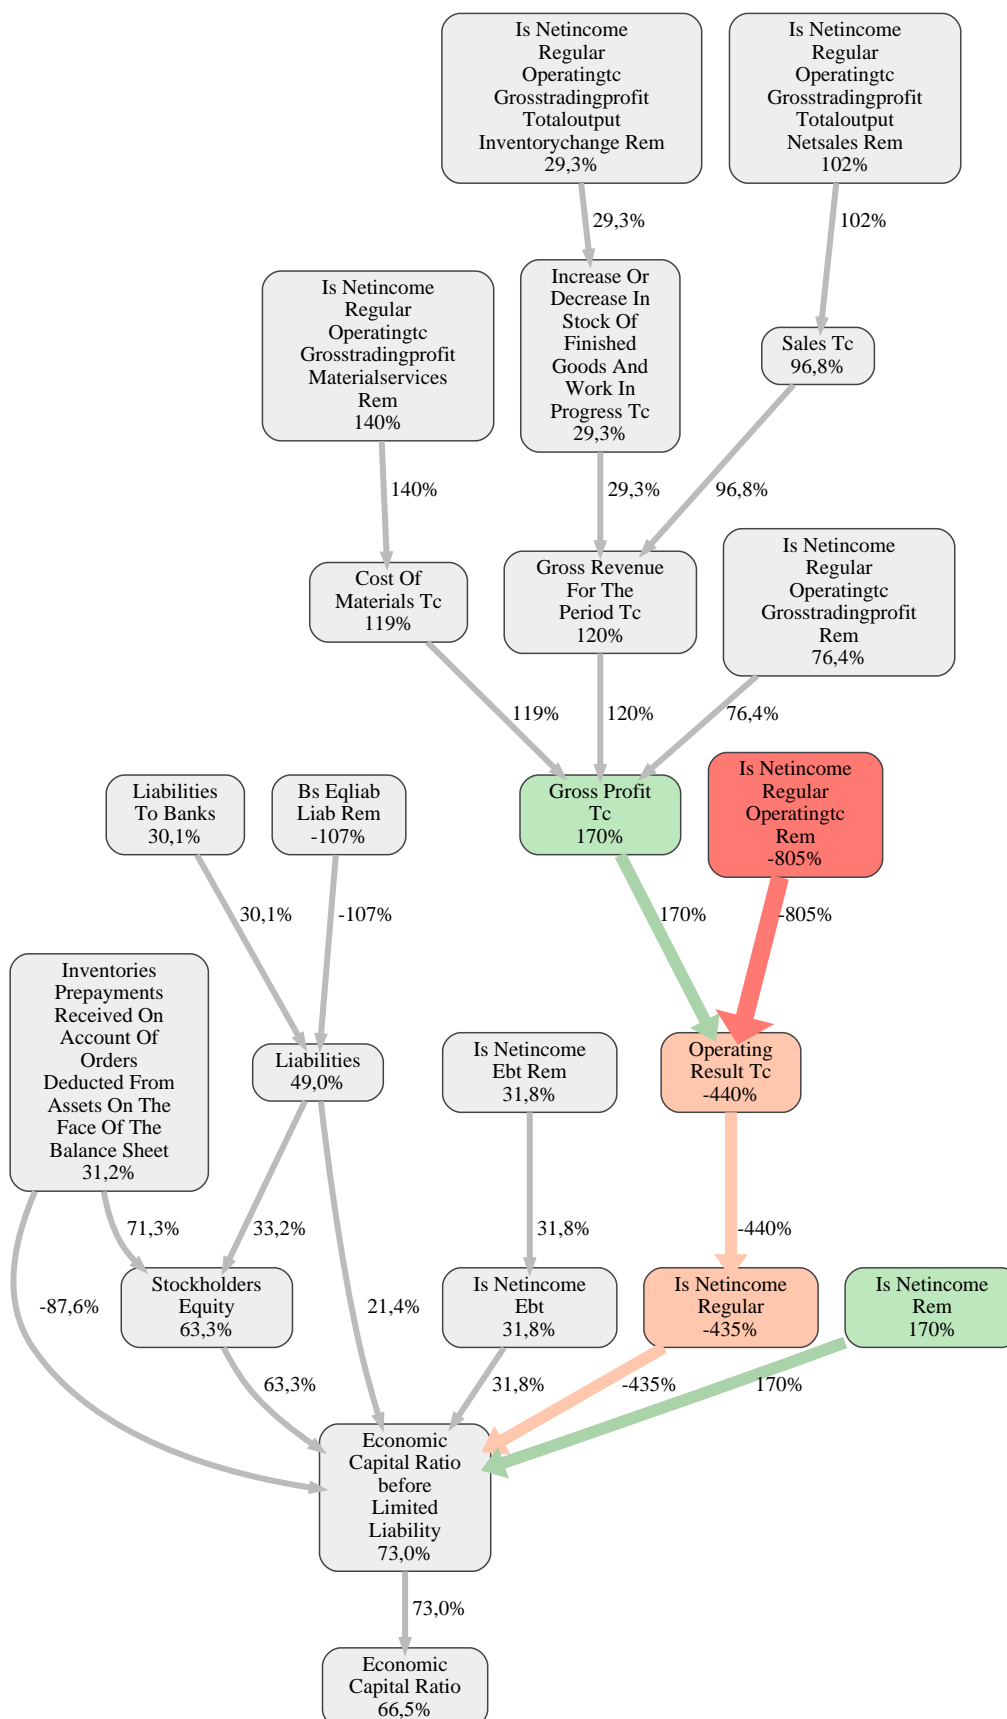 Is Netincome
Regular
Operatingtc
Grosstradingprofit
Totaloutput
Inventorychange Rem
29,3%
Is Netincome
Regular
Operatingtc
Grosstradingprofit
Totaloutput
Netsales Rem
102%
29,3%
102%
Is Netincome
Regular
Operatingtc
Grosstradingprofit
Materialservices
Rem
140%
Increase Or
Decrease In
Stock Of
Finished
Goods And
Work In
Progress Tc
29,3%
Sales Tc
96,8%
140%
29,3%
96,8%
Cost Of
Materials Tc
119%
Gross Revenue
For The
Period Tc
120%
Is Netincome
Regular
Operatingtc
Grosstradingprofit
Rem
76,4%
119%
120%
76,4%
Liabilities
To Banks
30,1%
Bs Eqliab
Liab Rem
-107%
Gross Profit
Tc
170%
Is Netincome
Regular
Operatingtc
Rem
-805%
30,1%
-107%
170%
-805%
Inventories
Prepayments
Received On
Account Of
Orders
Deducted From
Assets On The
Face Of The
Balance Sheet
31,2%
Liabilities
49,0%
Is Netincome
Ebt Rem
31,8%
Operating
Result Tc
-440%
71,3%
33,2%
31,8%
-440%
Stockholders
Equity
63,3%
Is Netincome
Ebt
31,8%
Is Netincome
Regular
-435%
Is Netincome
Rem
170%
-87,6%
21,4%
63,3%
31,8%
-435%
170%
Economic
Capital Ratio
before
Limited
Liability
73,0%
73,0%
Economic
Capital Ratio
66,5%